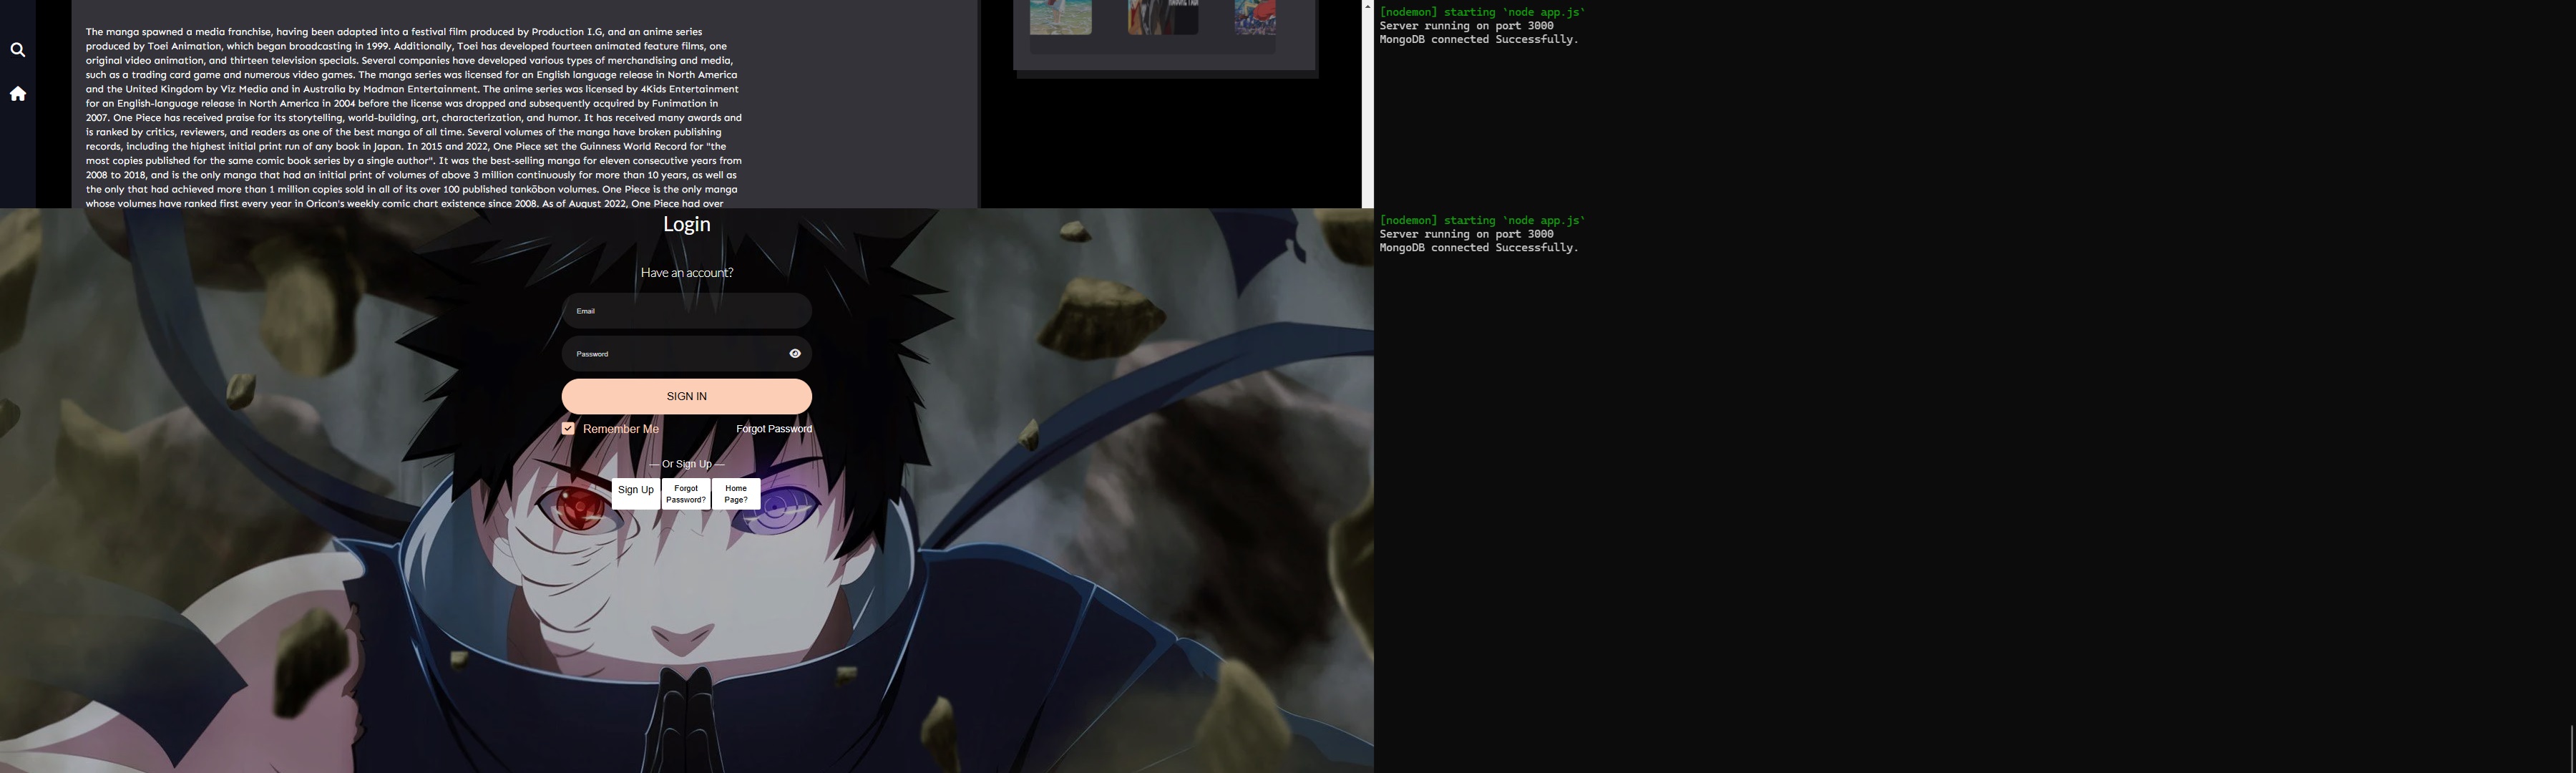 The manga spawned a media franchise, having been adapted into a festival film produced by Production I.G, and an anime series
produced by Toei Animation, which began broadcasting in 1999. Additionally, Toei has developed fourteen animated feature films, one
original video animation, and thirteen television specials. Several companies have developed various types of merchandising and media,
such as a trading card game and numerous video games. The manga series was licensed for an English language release in North America
and the United Kingdom by Viz Media and in Australia by Madman Entertainment. The anime series was licensed by 4Kids Entertainment
for an English-language release in North America in 2004 before the license was dropped and subsequently acquired by Funimation in
2007. One Piece has received praise for its storytelling, world-building, art, characterization, and humor. It has received many awards and
is ranked by critics, reviewers, and readers as one of the best manga of all time. Several volumes of the manga have broken publishing
records, including the highest initial print run of any book in Japan. In 2015 and 2022, One Piece set the Guinness World Record for "the
most copies published for the same comic book series by a single author". It was the best-selling manga for eleven consecutive years from
2008 to 2018, and is the only manga that had an initial print of volumes of above 3 million continuously for more than 10 years, as well as
the only that had achieved more than 1 million copies sold in all of its over 100 published tankōbon volumes. One Piece is the only manga
whose volumes have ranked first every year in Oricon's weekly comic chart existence since 2008. As of August 2022, One Piece had over
[nodemon] starting `node app.js`
Server running on port 3000
MongoDB connected Successfully.
Login
Have an account?
Email
Password
SIGN IN
Remember Me
Forgot Password
— Or Sign Up —
Sign Up
Forgot
Password?
Home
Page?
[nodemon] starting `node app.js`
Server running on port 3000
MongoDB connected Successfully.